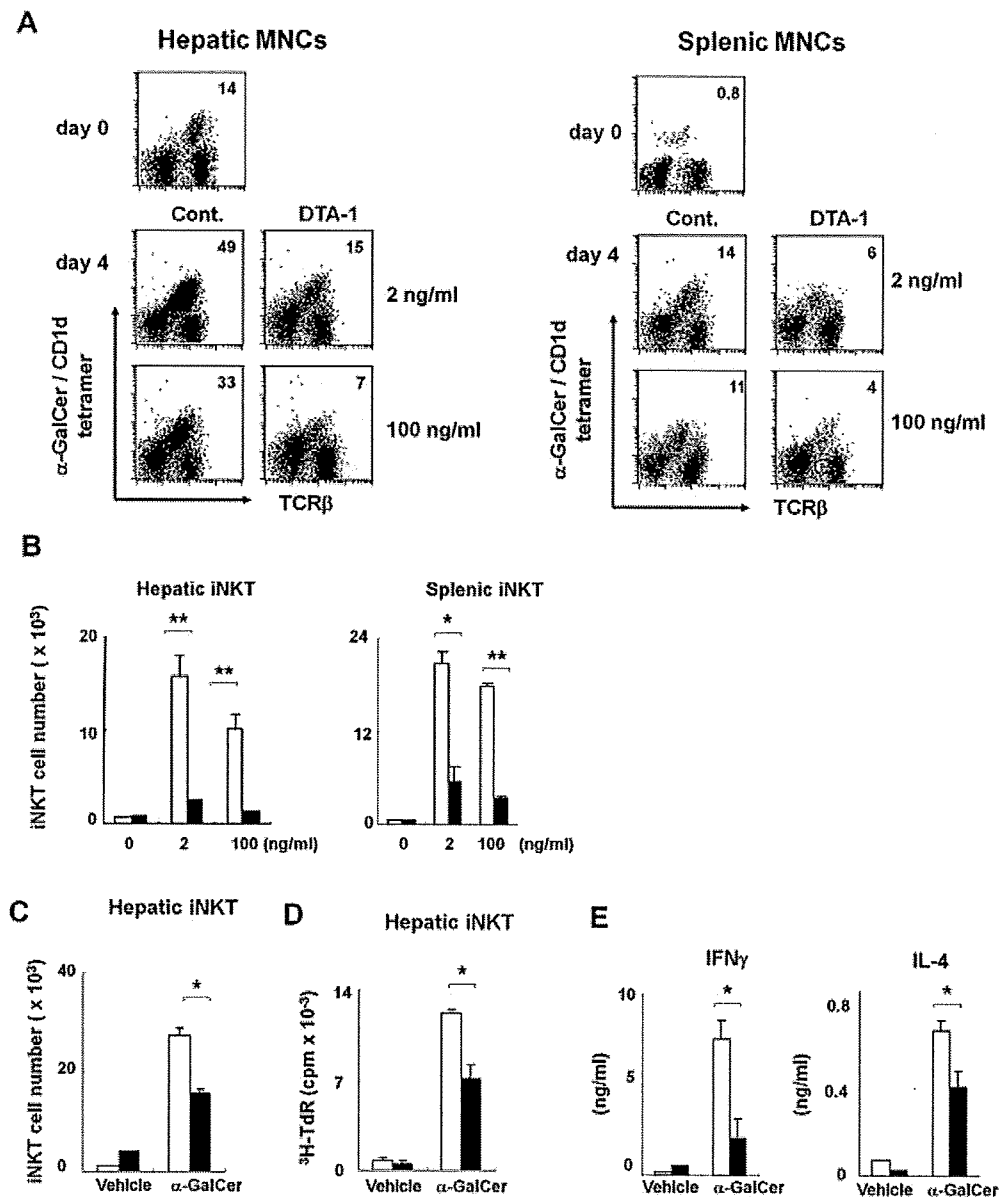 A
Hepatic MNCs
Splenic MNCs
day 0
14
day 0
0.8
Cont.
DTA-1
Cont.
DTA-1
day 4
49
15
2 ng/ml
day 4
14
6
2 ng/ml
33
7
100 ng/ml
11
4
100 ng/ml
α-GalCer / CD1d
tetramer
α-GalCer / CD1d
tetramer
TCRβ
TCRβ
B
Hepatic iNKT
Splenic iNKT
iNKT cell number ( x 10³)
20
10
0
**
**
0 2 100 (ng/ml)
24
12
0
*
**
0 2 100 (ng/ml)
C
Hepatic iNKT
iNKT cell number ( x 10³)
40
20
0
*
Vehicle α-GalCer
D
Hepatic iNKT
³H-TdR (cpm x 10⁻³)
14
7
0
*
Vehicle α-GalCer
E
IFNγ
(ng/ml)
10
5
0
*
Vehicle α-GalCer
IL-4
(ng/ml)
0.8
0.4
0
*
Vehicle α-GalCer